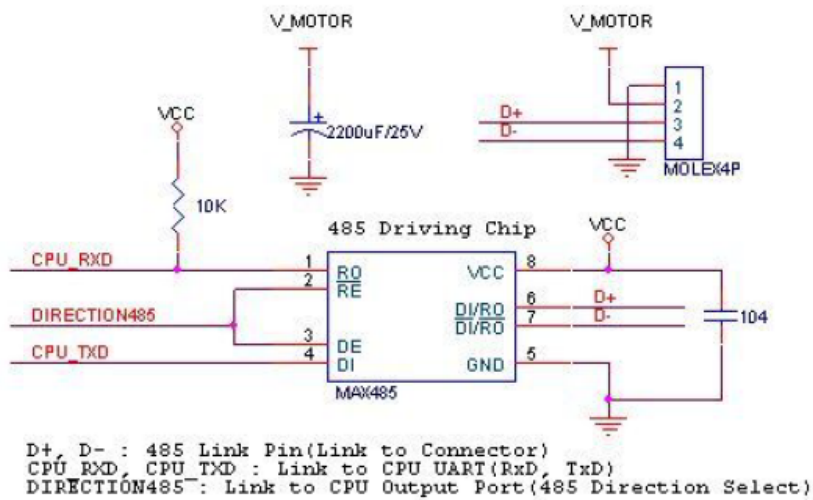 V_MOTOR
V_MOTOR
VCC
2200uF/25V
+
D+
D-
1
2
3
4
MOLEX4P
10K
485 Driving Chip
VCC
CPU_RXD
DIRECTION485
CPU_TXD
1
2
3
4
RO
RE
DE
DI
VCC
DI/RO
DI/RO
GND
8
6
7
5
D+
D-
104
MAX485
D+, D- : 485 Link Pin(Link to Connector)
CPU_RXD, CPU_TXD : Link to CPU UART(RxD, TxD)
DIRECTION485 : Link to CPU Output Port(485 Direction Select)